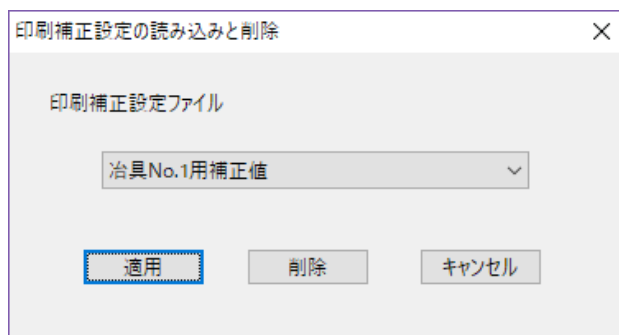 印刷補正設定の読み込みと削除
印刷補正設定ファイル
冶具No.1用補正値
適用 削除 キャンセル